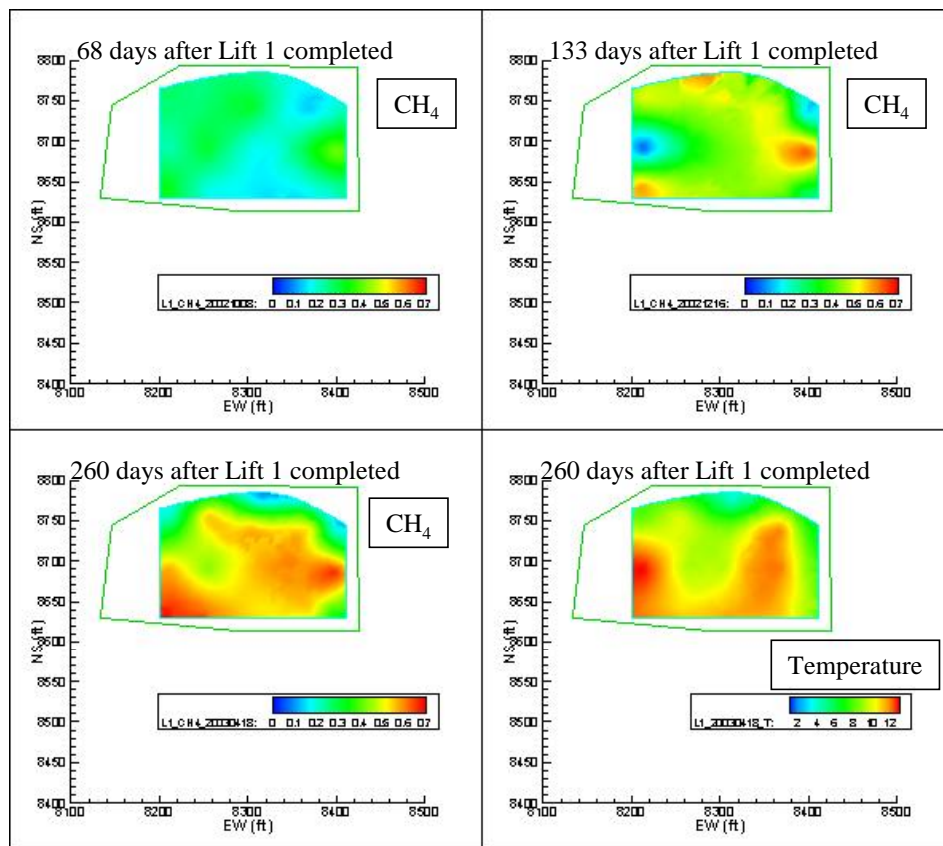 68 days after Lift 1 completed
CH₄
8800
8750
8700
8650
8600
8550
8500
8450
8400
NS (ft)
L1_CH4_20021008: 0 0.1 0.2 0.3 0.4 0.5 0.6 0.7
8100 8200 8300 8400 8500
EW (ft)
133 days after Lift 1 completed
CH₄
8800
8750
8700
8650
8600
8550
8500
8450
8400
NS (ft)
L1_CH4_20021216: 0 0.1 0.2 0.3 0.4 0.5 0.6 0.7
8100 8200 8300 8400 8500
EW (ft)
260 days after Lift 1 completed
CH₄
8800
8750
8700
8650
8600
8550
8500
8450
8400
NS (ft)
L1_CH4_20030418: 0 0.1 0.2 0.3 0.4 0.5 0.6 0.7
8100 8200 8300 8400 8500
EW (ft)
260 days after Lift 1 completed
8800
8750
8700
8650
8600
8550
8500
8450
8400
NS (ft)
Temperature
L1_20030418_T: 2 4 6 8 10 12
8100 8200 8300 8400 8500
EW (ft)